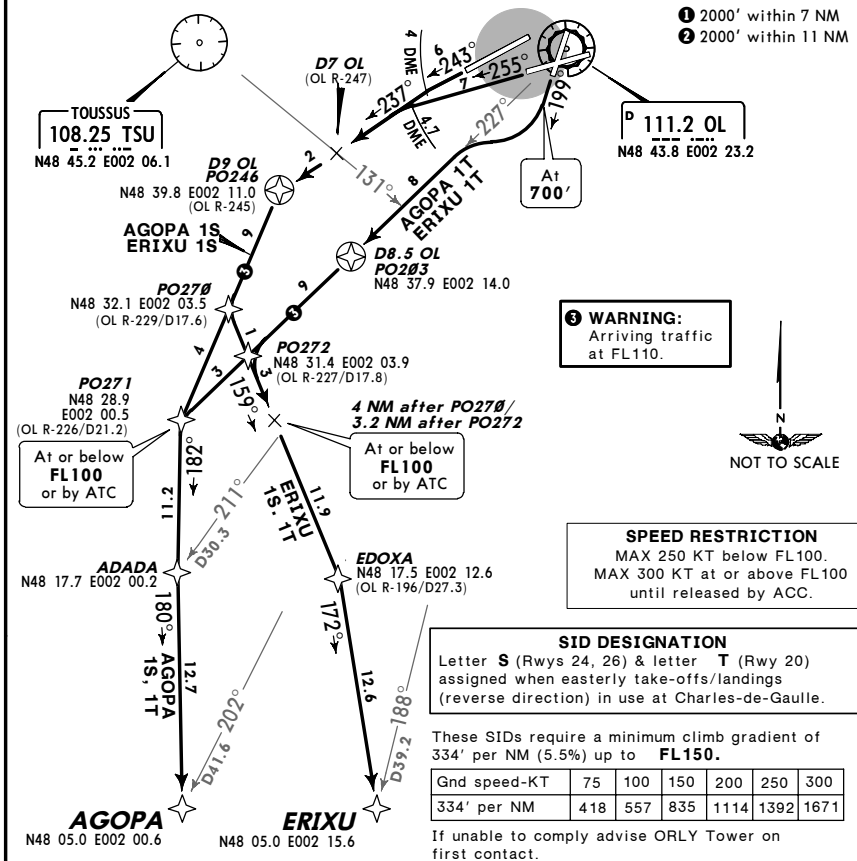 ❶ 2000' within 7 NM
❷ 2000' within 11 NM
D7 OL
(OL R-247)
4 DME
6
243°
7
255°
237°
4.7 DME
227°
199°
TOUSSUS
108.25 TSU
N48 45.2 E002 06.1
D 111.2 OL
N48 43.8 E002 23.2
At
700'
2
131°
8
AGOPA 1T
ERIXU 1T
D9 OL
PO246
N48 39.8 E002 11.0
(OL R-245)
AGOPA 1S
ERIXU 1S
9
❸
D8.5 OL
PO203
N48 37.9 E002 14.0
9
❸
PO270
N48 32.1 E002 03.5
(OL R-229/D17.6)
❸ WARNING:
Arriving traffic
at FL110.
4
1
3
3
PO272
N48 31.4 E002 03.9
(OL R-227/D17.8)
159°
PO271
N48 28.9
E002 00.5
(OL R-226/D21.2)
4 NM after PO270/
3.2 NM after PO272
At or below
FL100
or by ATC
At or below
FL100
or by ATC
N
NOT TO SCALE
182°
11.2
211°
D30.3
ERIXU
1S, 1T
11.9
SPEED RESTRICTION
MAX 250 KT below FL100.
MAX 300 KT at or above FL100
until released by ACC.
ADADA
N48 17.7 E002 00.2
EDOXA
N48 17.5 E002 12.6
(OL R-196/D27.3)
180°
AGOPA
1S, 1T
12.7
202°
D41.6
172°
12.6
188°
D39.2
SID DESIGNATION
Letter S (Rwys 24, 26) & letter T (Rwy 20)
assigned when easterly take-offs/landings
(reverse direction) in use at Charles-de-Gaulle.
These SIDs require a minimum climb gradient of
334' per NM (5.5%) up to FL150.
Gnd speed-KT 75 100 150 200 250 300
334' per NM 418 557 835 1114 1392 1671
If unable to comply advise ORLY Tower on
first contact.
AGOPA
N48 05.0 E002 00.6
ERIXU
N48 05.0 E002 15.6